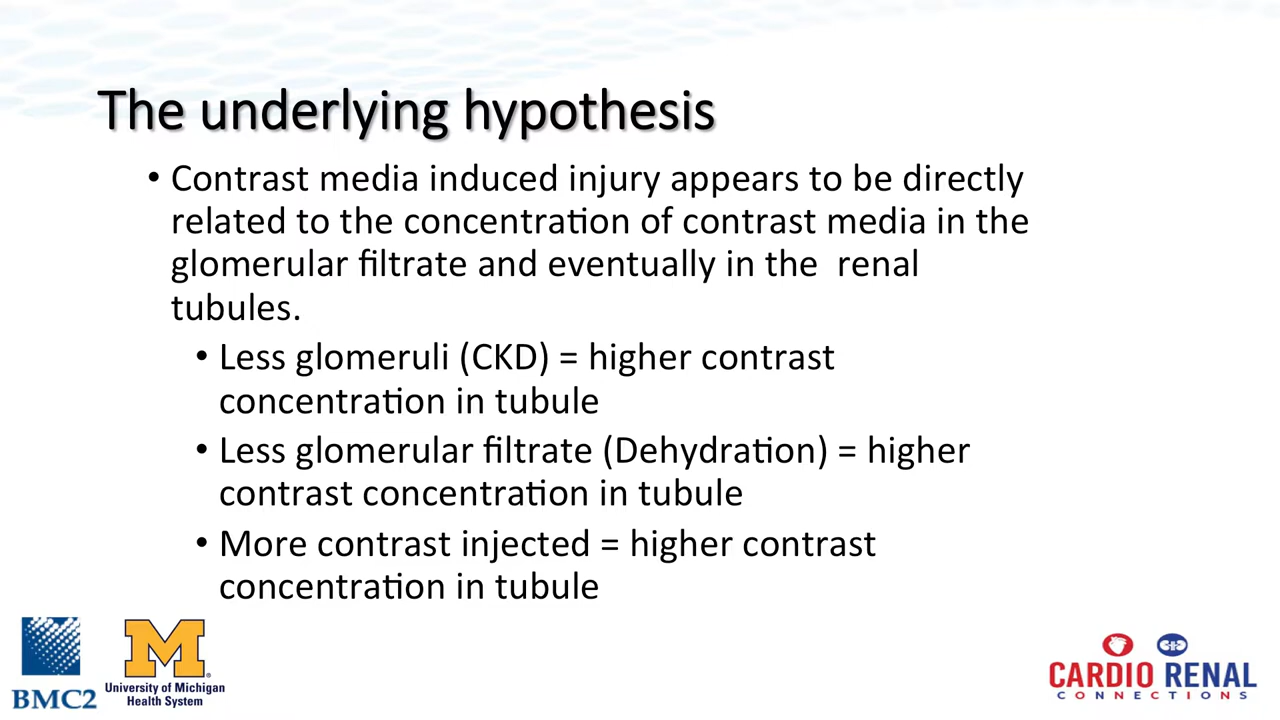 The underlying hypothesis
• Contrast media induced injury appears to be directly
related to the concentration of contrast media in the
glomerular filtrate and eventually in the  renal
tubules.
• Less glomeruli (CKD) = higher contrast
concentration in tubule
• Less glomerular filtrate (Dehydration) = higher
contrast concentration in tubule
• More contrast injected = higher contrast
concentration in tubule
BMC2
M
University of Michigan
Health System
CARDIO RENAL
CONNECTIONS